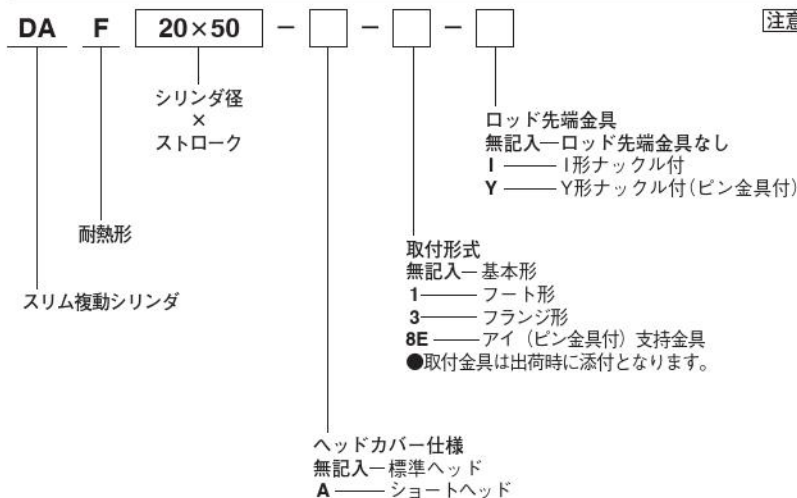 DA F 20×50 － □ － □ － □
注意
シリンダ径
×
ストローク
ロッド先端金具
無記入―ロッド先端金具なし
I ―― I形ナックル付
Y ―― Y形ナックル付(ピン金具付)
耐熱形
取付形式
無記入―基本形
1 ―― フート形
3 ―― フランジ形
8E ―― アイ（ピン金具付）支持金具
●取付金具は出荷時に添付となります。
スリム複動シリンダ
ヘッドカバー仕様
無記入―標準ヘッド
A ―― ショートヘッド